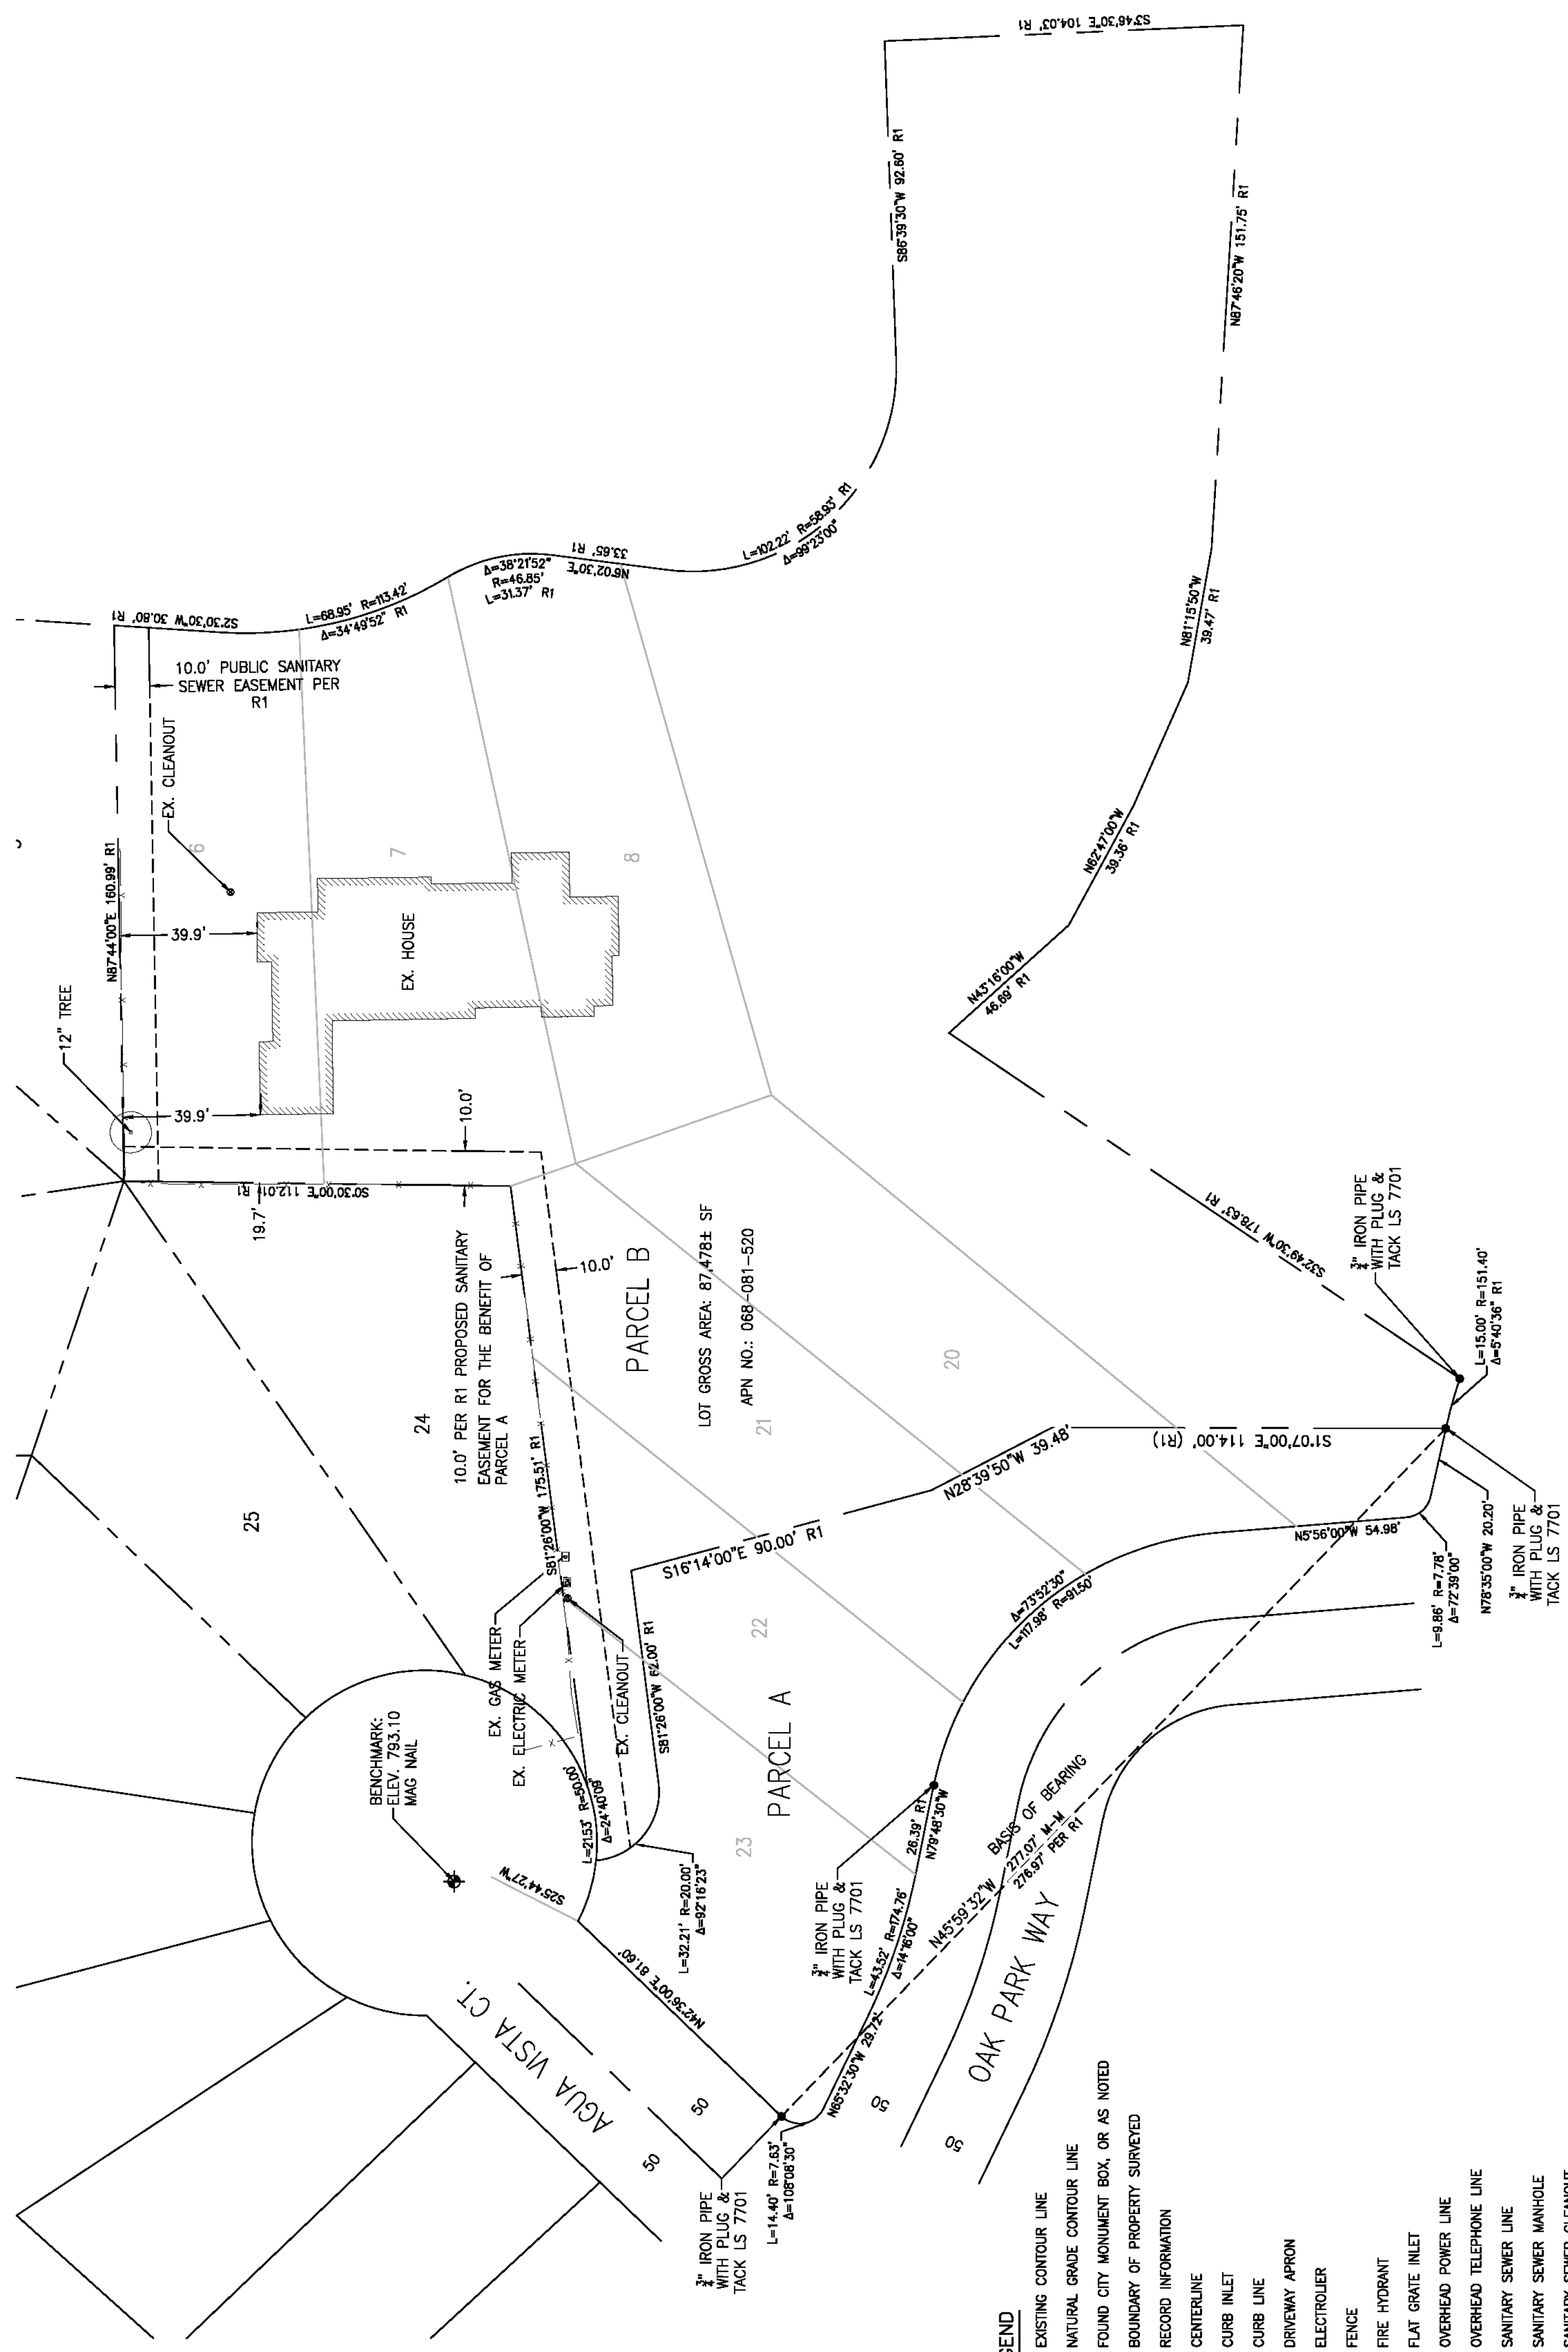 S3°46'30"E 104.03' R1
S86°39'30"W 92.60' R1
N87°46'20"W 151.75' R1
S2°30'30"W 30.80' R1
L=68.95' R=113.42'
Δ=34°49'52" R1
Δ=38°21'52"
R=46.85'
L=31.37' R1
N6°02'30"E 33.65' R1
L=102.22' R=58.93' R1
Δ=99°23'00"
N81°15'50"W
39.47' R1
N62°47'00"W
39.36' R1
N43°16'00"W
46.69' R1
10.0' PUBLIC SANITARY
SEWER EASEMENT PER
R1
EX. CLEANOUT
6
7
8
N87°44'00"E 160.99' R1
39.9'
EX. HOUSE
12" TREE
39.9'
10.0'
S0°30'00"E 112.01' R1
19.7'
10.0' PER R1 PROPOSED SANITARY
EASEMENT FOR THE BENEFIT OF
PARCEL A
10.0'
PARCEL B
LOT GROSS AREA: 87,478± SF
APN NO.: 068-081-520
S32°49'30"W 178.63' R1
3/4" IRON PIPE
WITH PLUG &
TACK LS 7701
L=15.00' R=151.40'
Δ=5°40'36" R1
24
25
20
21
22
23
S81°26'00"W 175.51' R1
N28°39'50"W 39.48'
S1°07'00"E 114.00' (R1)
S16°14'00"E 90.00' R1
N5°56'00"W 54.98'
L=9.86' R=7.78'
Δ=72°39'00"
N78°35'00"W 20.20'
3/4" IRON PIPE
WITH PLUG &
TACK LS 7701
Δ=73°52'30"
L=117.98' R=91.50'
EX. GAS METER
EX. ELECTRIC METER
EX. CLEANOUT
S81°26'00"W 62.00' R1
BENCHMARK:
ELEV. 793.10
MAG NAIL
L=21.53' R=50.00'
Δ=24°40'09"
S25°44'27"W
L=32.21' R=20.00'
Δ=92°16'23"
PARCEL A
26.39' R1
N79°48'30"W
3/4" IRON PIPE
WITH PLUG &
TACK LS 7701
L=43.52' R=174.76'
Δ=14°16'00"
BASIS OF BEARING
N45°59'32"W 277.07' M-M
276.97' PER R1
N42°36'00"E 81.60'
AGUA VISTA CT.
50
50
OAK PARK WAY
50
50
N65°32'30"W 29.72'
L=14.40' R=7.63'
Δ=108°08'30"
3/4" IRON PIPE
WITH PLUG &
TACK LS 7701
GEND
EXISTING CONTOUR LINE
NATURAL GRADE CONTOUR LINE
FOUND CITY MONUMENT BOX, OR AS NOTED
BOUNDARY OF PROPERTY SURVEYED
RECORD INFORMATION
CENTERLINE
CURB INLET
CURB LINE
DRIVEWAY APRON
ELECTROLIER
FENCE
FIRE HYDRANT
FLAT GRATE INLET
OVERHEAD POWER LINE
OVERHEAD TELEPHONE LINE
SANITARY SEWER LINE
SANITARY SEWER MANHOLE
SANITARY SEWER CLEANOUT